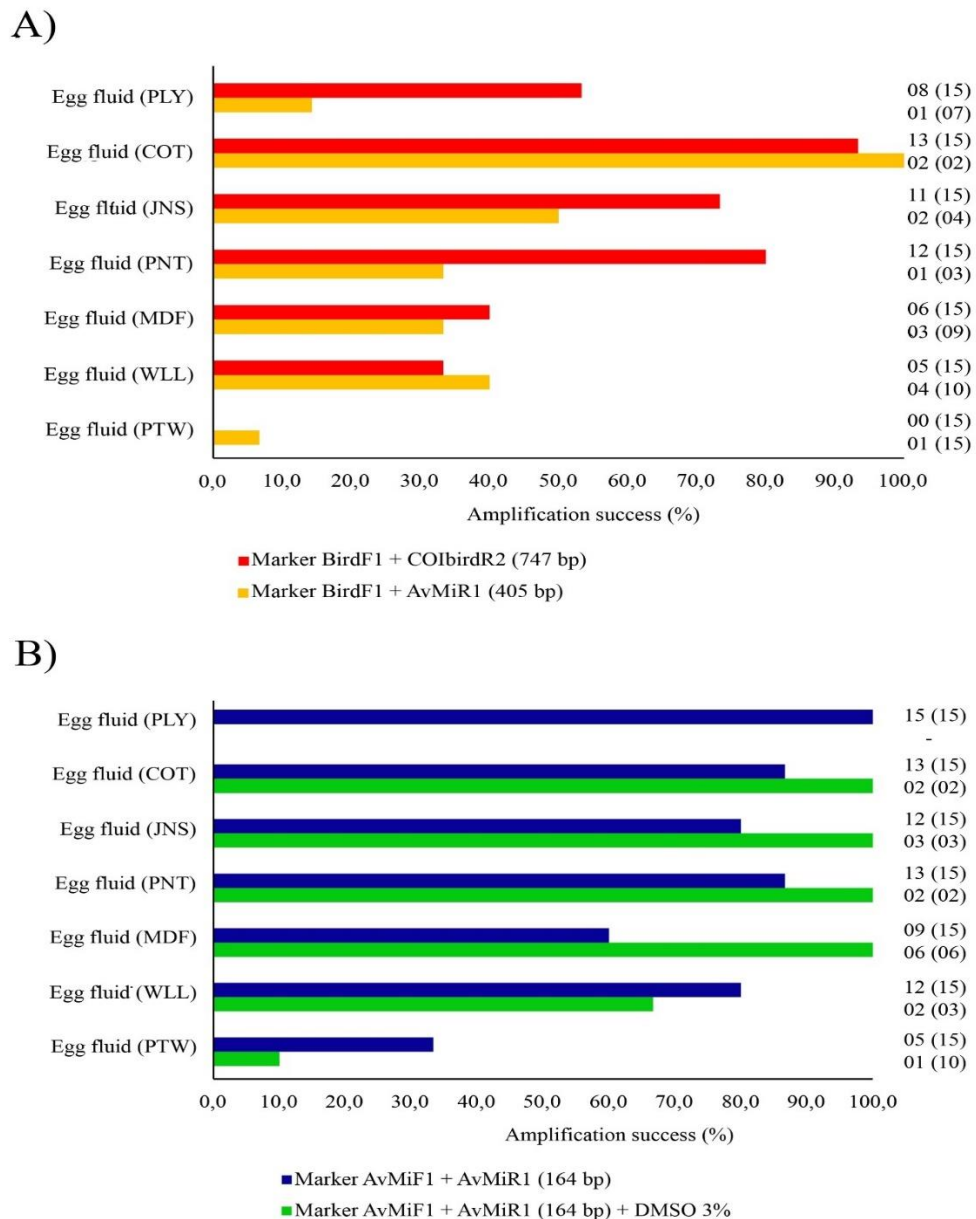 A)
Egg fluid (PLY)
08 (15)
01 (07)
Egg fluid (COT)
13 (15)
02 (02)
Egg fluid (JNS)
11 (15)
02 (04)
Egg fluid (PNT)
12 (15)
01 (03)
Egg fluid (MDF)
06 (15)
03 (09)
Egg fluid (WLL)
05 (15)
04 (10)
Egg fluid (PTW)
00 (15)
01 (15)
0,0 10,0 20,0 30,0 40,0 50,0 60,0 70,0 80,0 90,0 100,0
Amplification success (%)
Marker BirdF1 + COIbirdR2 (747 bp)
Marker BirdF1 + AvMiR1 (405 bp)
B)
Egg fluid (PLY)
15 (15)
-
Egg fluid (COT)
13 (15)
02 (02)
Egg fluid (JNS)
12 (15)
03 (03)
Egg fluid (PNT)
13 (15)
02 (02)
Egg fluid (MDF)
09 (15)
06 (06)
Egg fluid (WLL)
12 (15)
02 (03)
Egg fluid (PTW)
05 (15)
01 (10)
0,0 10,0 20,0 30,0 40,0 50,0 60,0 70,0 80,0 90,0 100,0
Amplification success (%)
Marker AvMiF1 + AvMiR1 (164 bp)
Marker AvMiF1 + AvMiR1 (164 bp) + DMSO 3%